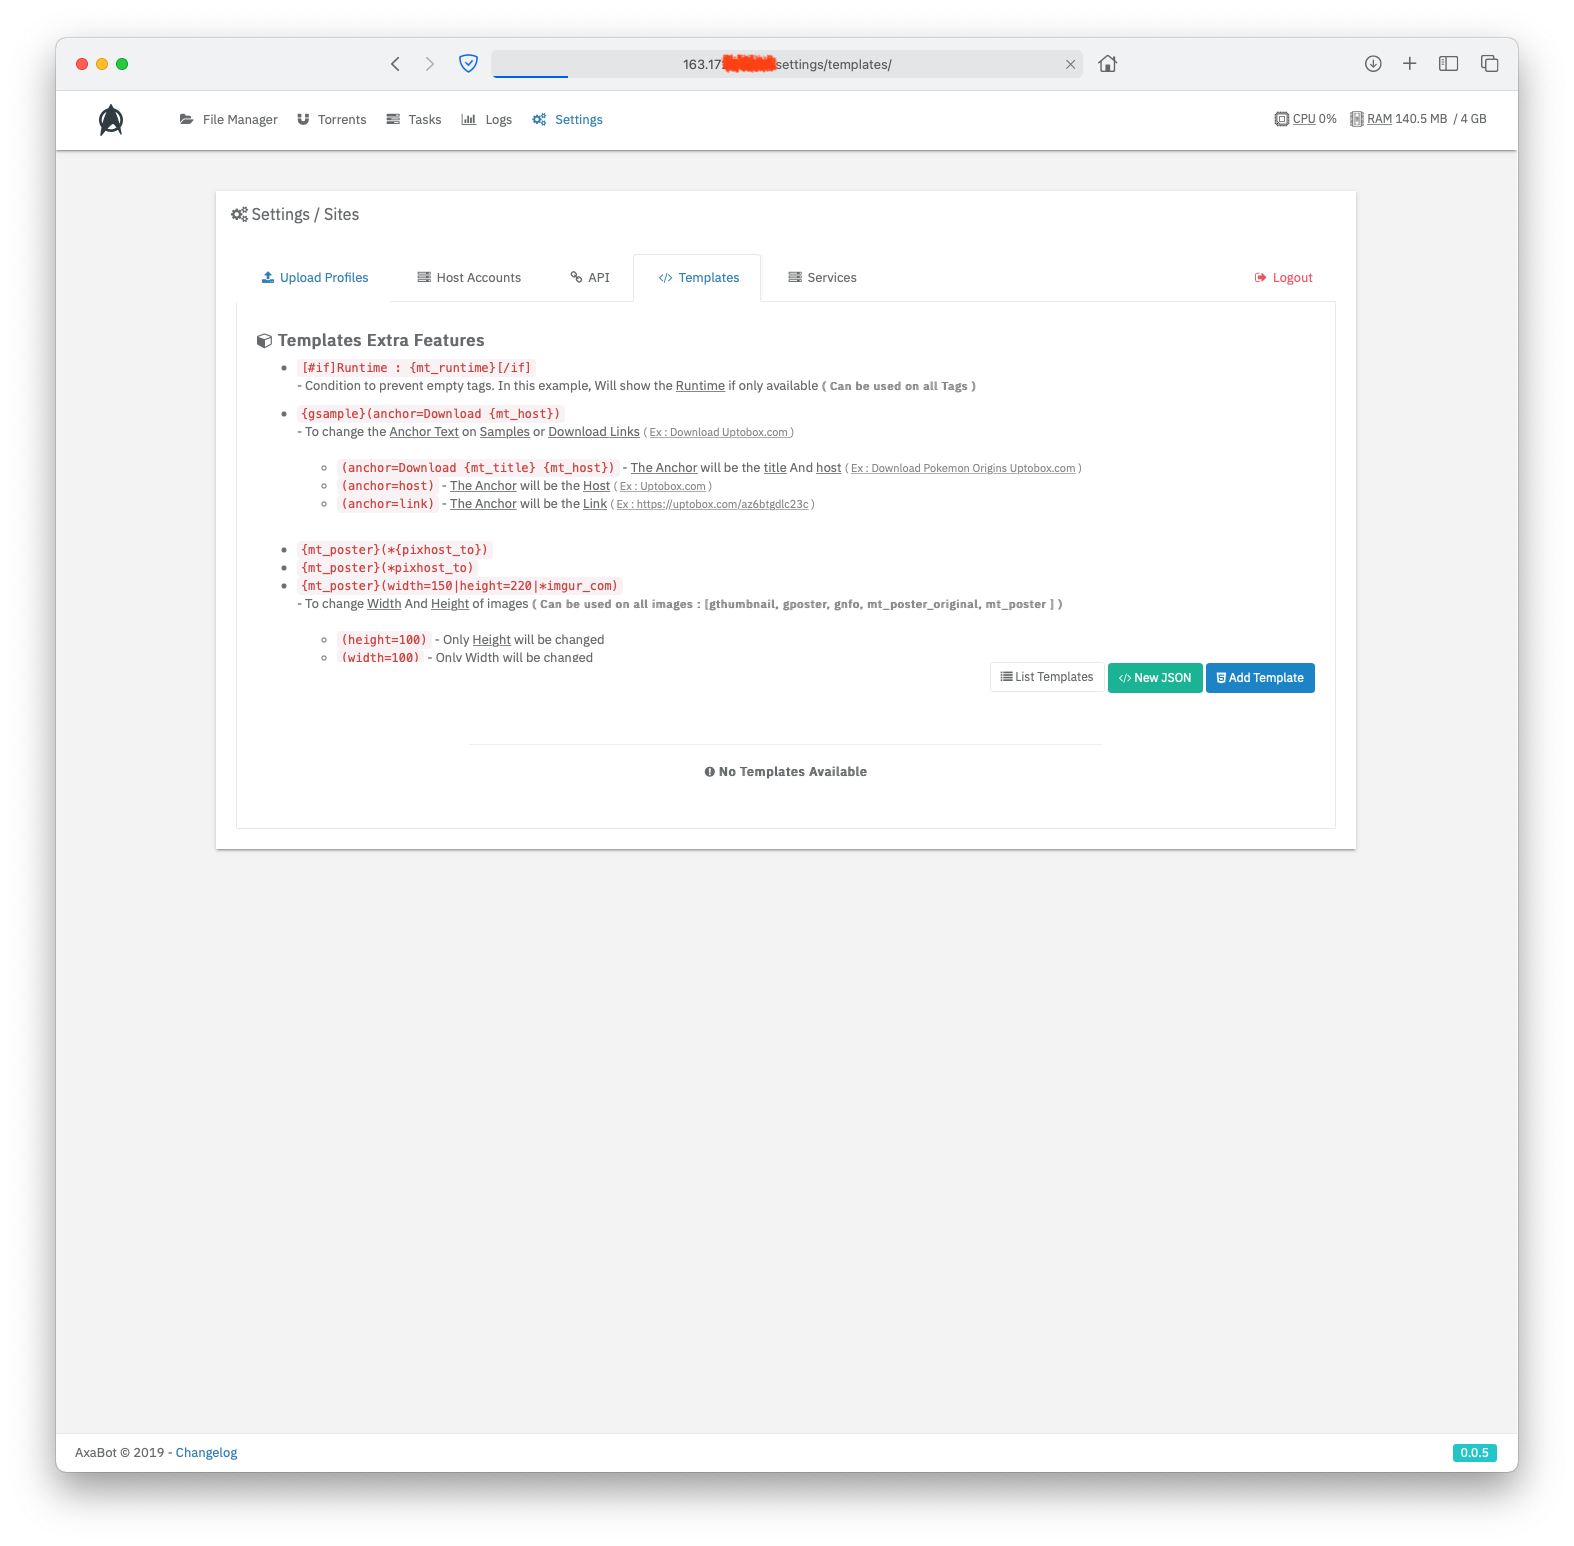 163.17 settings/templates/
File Manager Torrents Tasks Logs Settings CPU 0% RAM 140.5 MB / 4 GB
Settings / Sites
Upload Profiles Host Accounts API </> Templates Services Logout
Templates Extra Features
[#if]Runtime : {mt_runtime}[/if]
- Condition to prevent empty tags. In this example, Will show the Runtime if only available ( Can be used on all Tags )
{gsample}(anchor=Download {mt_host})
- To change the Anchor Text on Samples or Download Links ( Ex : Download Uptobox.com )
(anchor=Download {mt_title} {mt_host}) - The Anchor will be the title And host ( Ex : Download Pokemon Origins Uptobox.com )
(anchor=host) - The Anchor will be the Host ( Ex : Uptobox.com )
(anchor=link) - The Anchor will be the Link ( Ex : https://uptobox.com/az6btgdlc23c )
{mt_poster}(*{pixhost_to})
{mt_poster}(*pixhost_to)
{mt_poster}(width=150|height=220|*imgur_com)
- To change Width And Height of images ( Can be used on all images : [gthumbnail, gposter, gnfo, mt_poster_original, mt_poster ] )
(height=100) - Only Height will be changed
(width=100) - Only Width will be changed
List Templates </> New JSON Add Template
No Templates Available
AxaBot © 2019 - Changelog 0.0.5